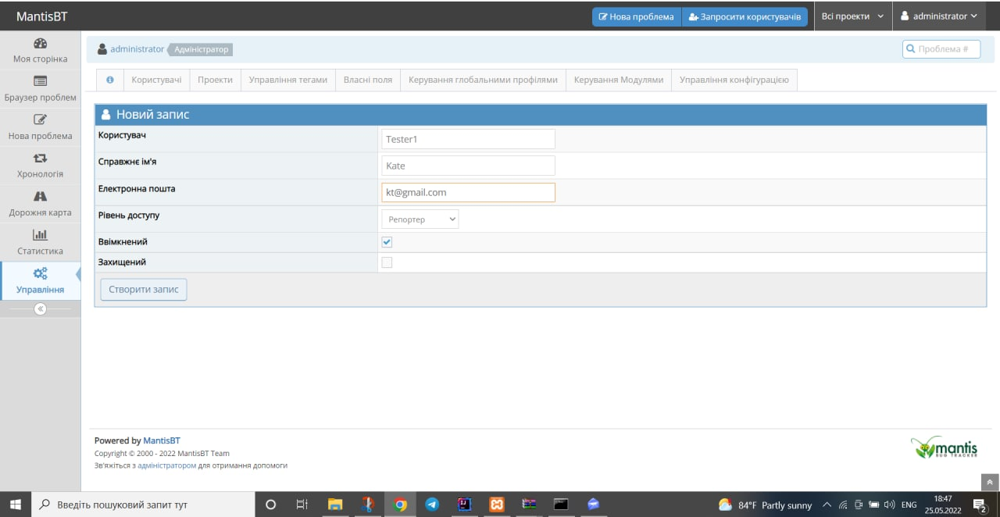 MantisBT
Нова проблема
Запросити користувачів
Всі проекти
administrator
Моя сторінка
Браузер проблем
Нова проблема
Хронологія
Дорожня карта
Статистика
Управління
administrator
Адміністратор
Проблема #
Користувачі
Проекти
Управління тегами
Власні поля
Керування глобальними профілями
Керування Модулями
Управління конфігурацією
Новий запис
Користувач
Tester1
Справжнє ім'я
Kate
Електронна пошта
kt@gmail.com
Рівень доступу
Репортер
Ввімкнений
Захищений
Створити запис
Powered by MantisBT
Copyright © 2000 - 2022 MantisBT Team
Зв'яжіться з адміністратором для отримання допомоги
mantis
BUG TRACKER
Введіть пошуковий запит тут
84°F Partly sunny
ENG
18:47
25.05.2022
2